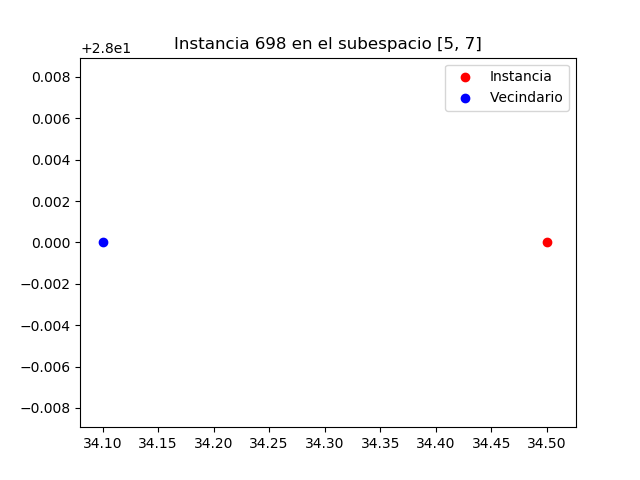 Instancia 698 en el subespacio [5, 7]
+2.8e1
0.008
0.006
0.004
0.002
0.000
−0.002
−0.004
−0.006
−0.008
Instancia
Vecindario
34.10 34.15 34.20 34.25 34.30 34.35 34.40 34.45 34.50